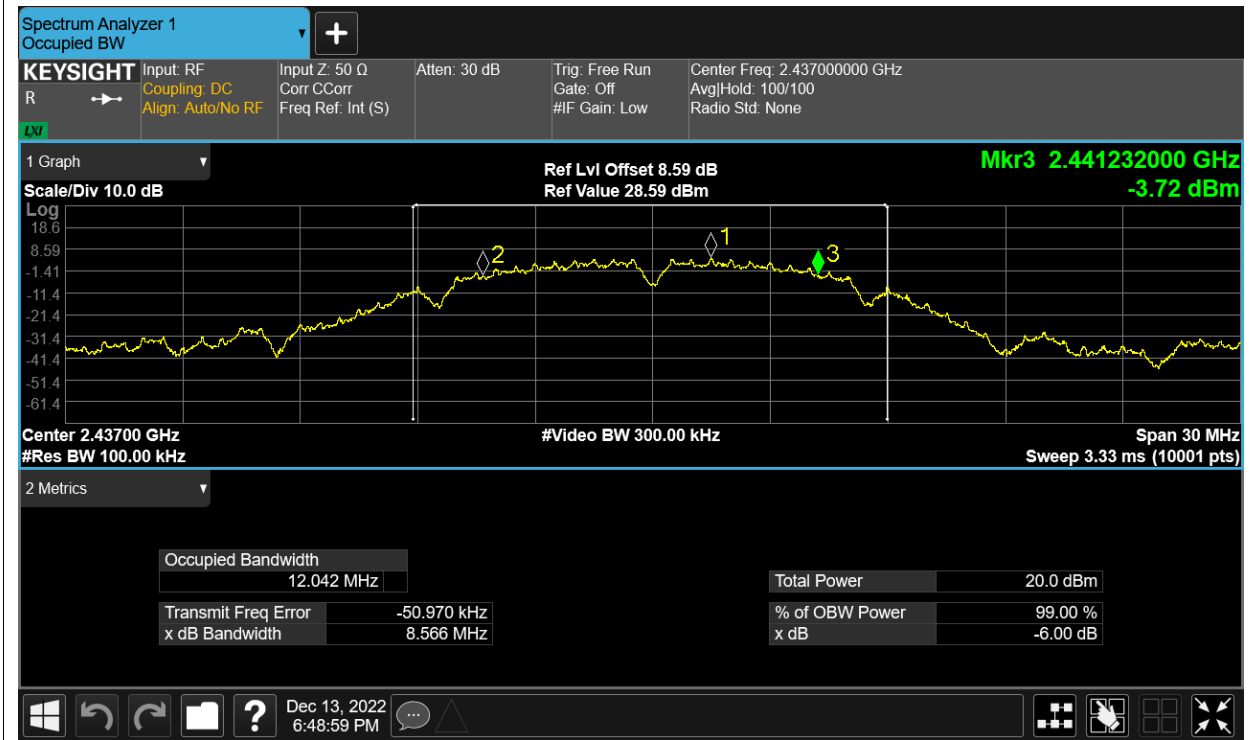 Spectrum Analyzer 1
Occupied BW
KEYSIGHT
R
LXI
Input: RF
Coupling: DC
Align: Auto/No RF
Input Z: 50 Ω
Corr CCorr
Freq Ref: Int (S)
Atten: 30 dB
Trig: Free Run
Gate: Off
#IF Gain: Low
Center Freq: 2.437000000 GHz
Avg|Hold: 100/100
Radio Std: None
1 Graph
Scale/Div 10.0 dB
Ref Lvl Offset 8.59 dB
Ref Value 28.59 dBm
Mkr3 2.441232000 GHz
-3.72 dBm
Log
18.6
8.59
-1.41
-11.4
-21.4
-31.4
-41.4
-51.4
-61.4
2
1
3
Center 2.43700 GHz
#Video BW 300.00 kHz
Span 30 MHz
#Res BW 100.00 kHz
Sweep 3.33 ms (10001 pts)
2 Metrics
Occupied Bandwidth
12.042 MHz
Total Power 20.0 dBm
Transmit Freq Error -50.970 kHz
% of OBW Power 99.00 %
x dB Bandwidth 8.566 MHz
x dB -6.00 dB
?
Dec 13, 2022
6:48:59 PM